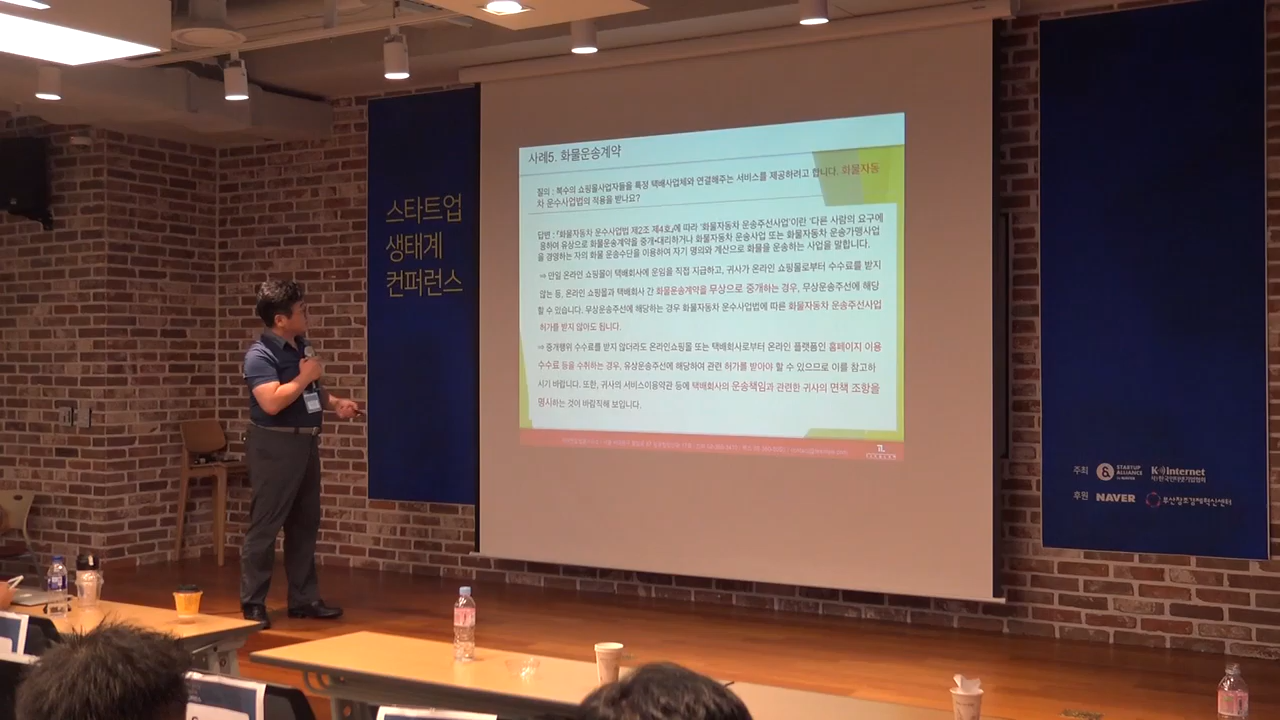 스타트업
생태계
컨퍼런스
사례5. 화물운송계약
질의 : 복수의 쇼핑몰사업자들을 특정 택배사업체와 연결해주는 서비스를 제공하려고 합니다. 화물자동
차 운수사업법의 적용을 받나요?
답변 : 「화물자동차 운수사업법 제2조 제4호」에 따라 '화물자동차 운송주선사업'이란 '다른 사람의 요구에
응하여 유상으로 화물운송계약을 중개•대리하거나 화물자동차 운송사업 또는 화물자동차 운송가맹사업
을 경영하는 자의 화물 운송수단을 이용하여 자기 명의와 계산으로 화물을 운송하는 사업을 말합니다.
⇒ 만일 온라인 쇼핑몰이 택배회사에 운임을 직접 지급하고, 귀사가 온라인 쇼핑몰로부터 수수료를 받지
않는 등, 온라인 쇼핑몰과 택배회사 간 화물운송계약을 무상으로 중개하는 경우, 무상운송주선에 해당
할 수 있습니다. 무상운송주선에 해당하는 경우 화물자동차 운수사업법에 따른 화물자동차 운송주선사업
허가를 받지 않아도 됩니다.
⇒ 중개행위 수수료를 받지 않더라도 온라인쇼핑몰 또는 택배회사로부터 온라인 플랫폼인 홈페이지 이용
수수료 등을 수취하는 경우, 유상운송주선에 해당하여 관련 허가를 받아야 할 수 있으므로 이를 참고하
시기 바랍니다. 또한, 귀사의 서비스이용약관 등에 택배회사의 운송책임과 관련한 귀사의 면책 조항을
명시하는 것이 바람직해 보입니다.
TL
주최 STARTUP ALLIANCE K Internet
(사)한국인터넷기업협회
후원 NAVER 부산창조경제혁신센터